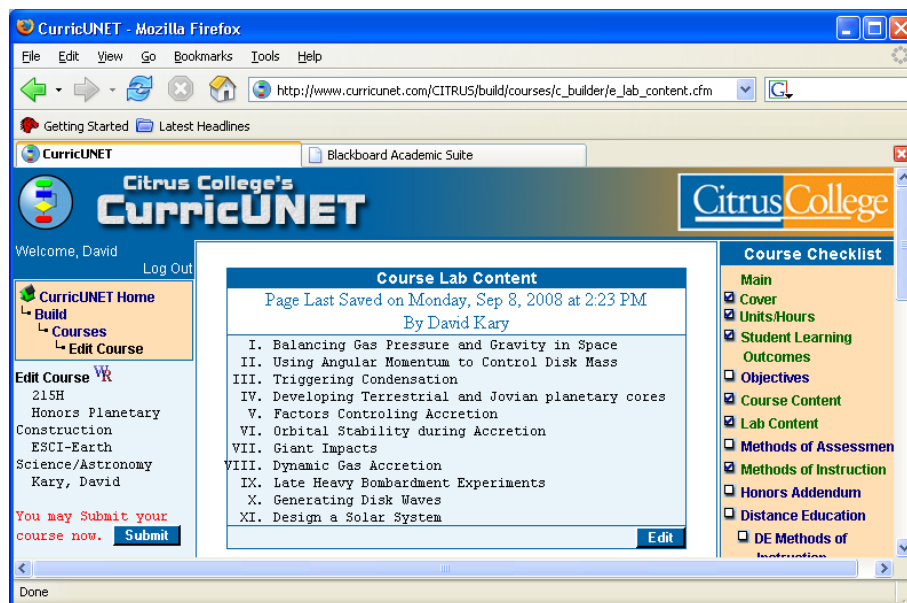 CurricUNET - Mozilla Firefox
File Edit View Go Bookmarks Tools Help
http://www.curricunet.com/CITRUS/build/courses/c_builder/e_lab_content.cfm
G
Getting Started Latest Headlines
CurricUNET Blackboard Academic Suite
Citrus College's
CurricUNET
Citrus College
Welcome, David
Log Out
CurricUNET Home
Build
Courses
Edit Course
Edit Course WR
215H
Honors Planetary
Construction
ESCI-Earth
Science/Astronomy
Kary, David
You may Submit your
course now. Submit
Course Lab Content
Page Last Saved on Monday, Sep 8, 2008 at 2:23 PM
By David Kary
I. Balancing Gas Pressure and Gravity in Space
II. Using Angular Momentum to Control Disk Mass
III. Triggering Condensation
IV. Developing Terrestrial and Jovian planetary cores
V. Factors Controling Accretion
VI. Orbital Stability during Accretion
VII. Giant Impacts
VIII. Dynamic Gas Accretion
IX. Late Heavy Bombardment Experiments
X. Generating Disk Waves
XI. Design a Solar System
Edit
Course Checklist
Main
Cover
Units/Hours
Student Learning
Outcomes
Objectives
Course Content
Lab Content
Methods of Assessmen
Methods of Instruction
Honors Addendum
Distance Education
DE Methods of
Instruction
Done